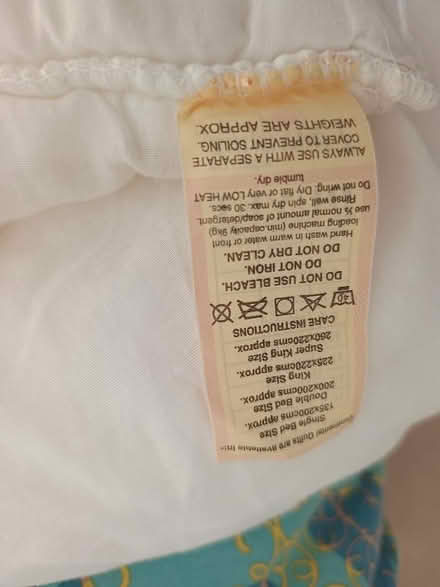 Continental Quilts are available in:-
Single Bed Size
135x200cms approx.
Double Bed Size
200x200cms approx.
King Size
225x220cms approx.
Super King Size
260x220cms approx.
CARE INSTRUCTIONS
40
DO NOT USE BLEACH.
DO NOT IRON.
DO NOT DRY CLEAN.
Hand wash in warm water or front
loading machine (min.capacity 9kg)
use ½ normal amount of soap/detergent.
Rinse well, spin dry max. 30 secs.
Do not wring. Dry flat or very LOW HEAT
tumble dry.
ALWAYS USE WITH A SEPARATE
COVER TO PREVENT SOILING.
WEIGHTS ARE APPROX.